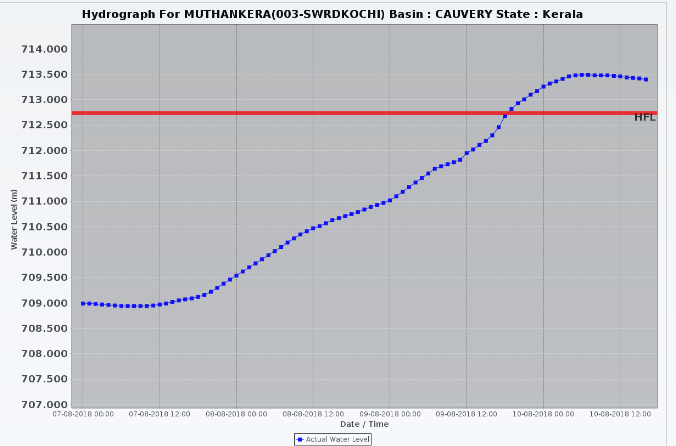 Hydrograph For MUTHANKERA(003-SWRDKOCHI) Basin : CAUVERY State : Kerala
714.000
713.500
713.000
712.500
712.000
711.500
711.000
710.500
710.000
709.500
709.000
708.500
708.000
707.500
707.000
Water Level(m)
HFL
07-08-2018 00:00 07-08-2018 12:00 08-08-2018 00:00 08-08-2018 12:00 09-08-2018 00:00 09-08-2018 12:00 10-08-2018 00:00 10-08-2018 12:00
Date / Time
Actual Water Level